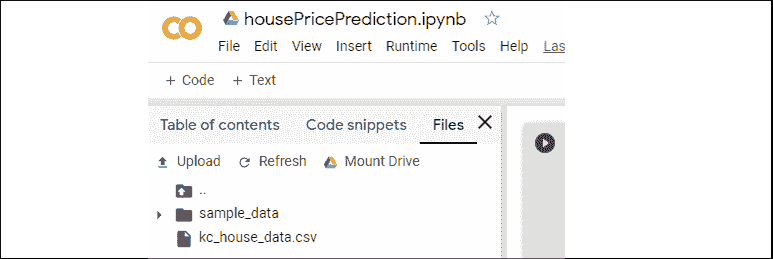 housePricePrediction.ipynb
File Edit View Insert Runtime Tools Help Las
+ Code + Text
Table of contents Code snippets Files
Upload Refresh Mount Drive
..
sample_data
kc_house_data.csv